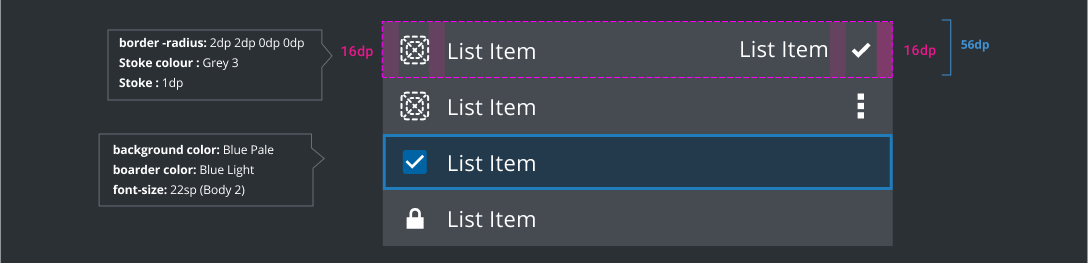 border -radius: 2dp 2dp 0dp 0dp
Stoke colour : Grey 3
Stoke : 1dp
16dp
List Item
List Item
16dp
56dp
List Item
background color: Blue Pale
boarder color: Blue Light
font-size: 22sp (Body 2)
List Item
List Item